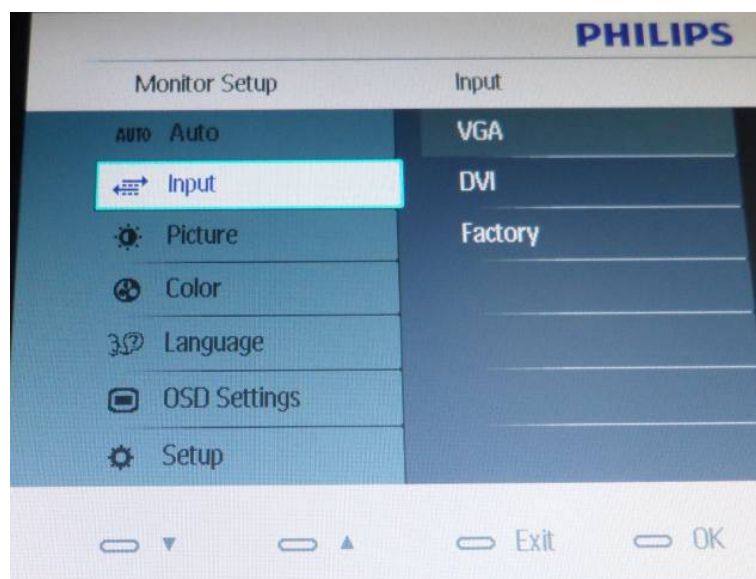 PHILIPS
Monitor Setup
Input
AUTO Auto
Input
Picture
Color
Language
OSD Settings
Setup
VGA
DVI
Factory
▼ ▲ Exit OK